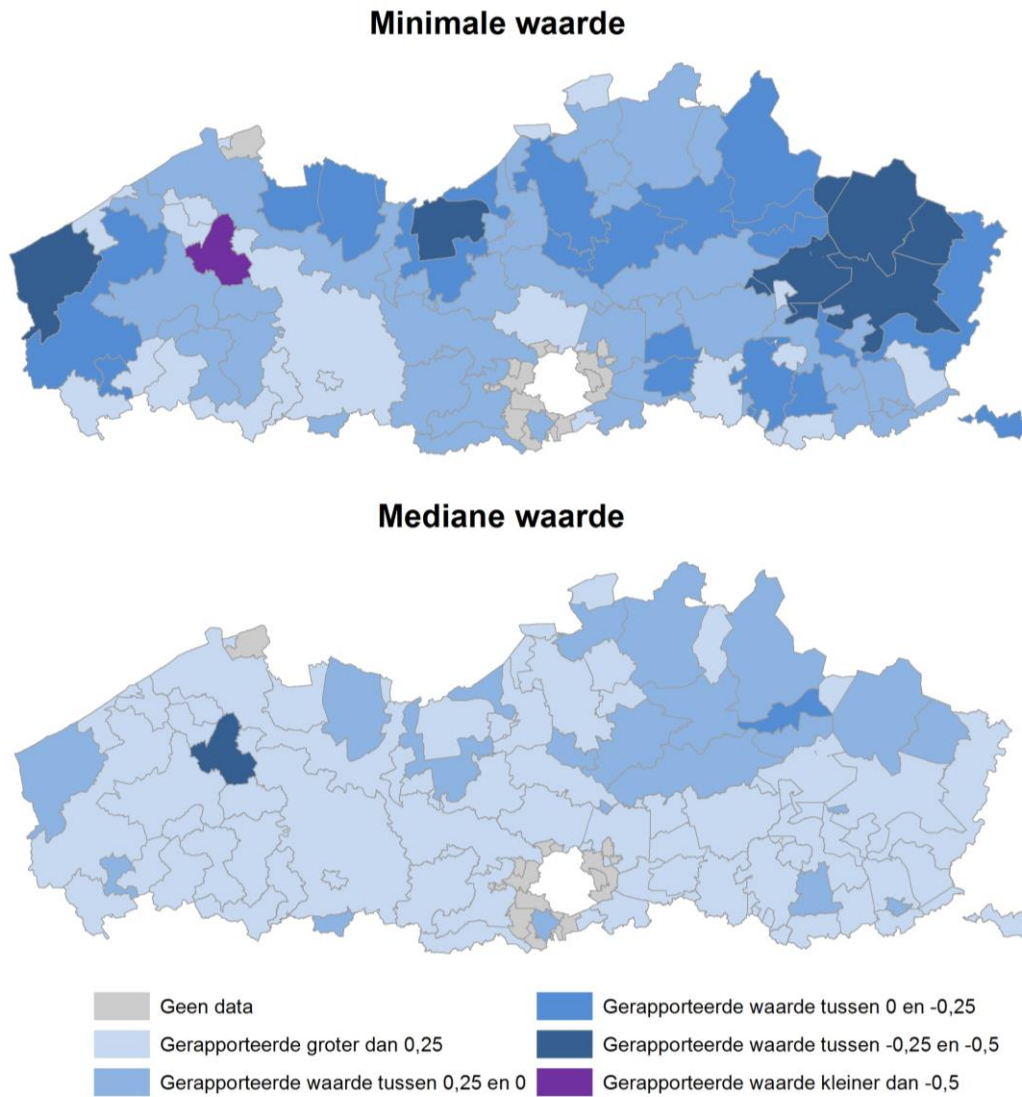 Minimale waarde
Mediane waarde
Geen data
Gerapporteerde groter dan 0,25
Gerapporteerde waarde tussen 0,25 en 0
Gerapporteerde waarde tussen 0 en -0,25
Gerapporteerde waarde tussen -0,25 en -0,5
Gerapporteerde waarde kleiner dan -0,5